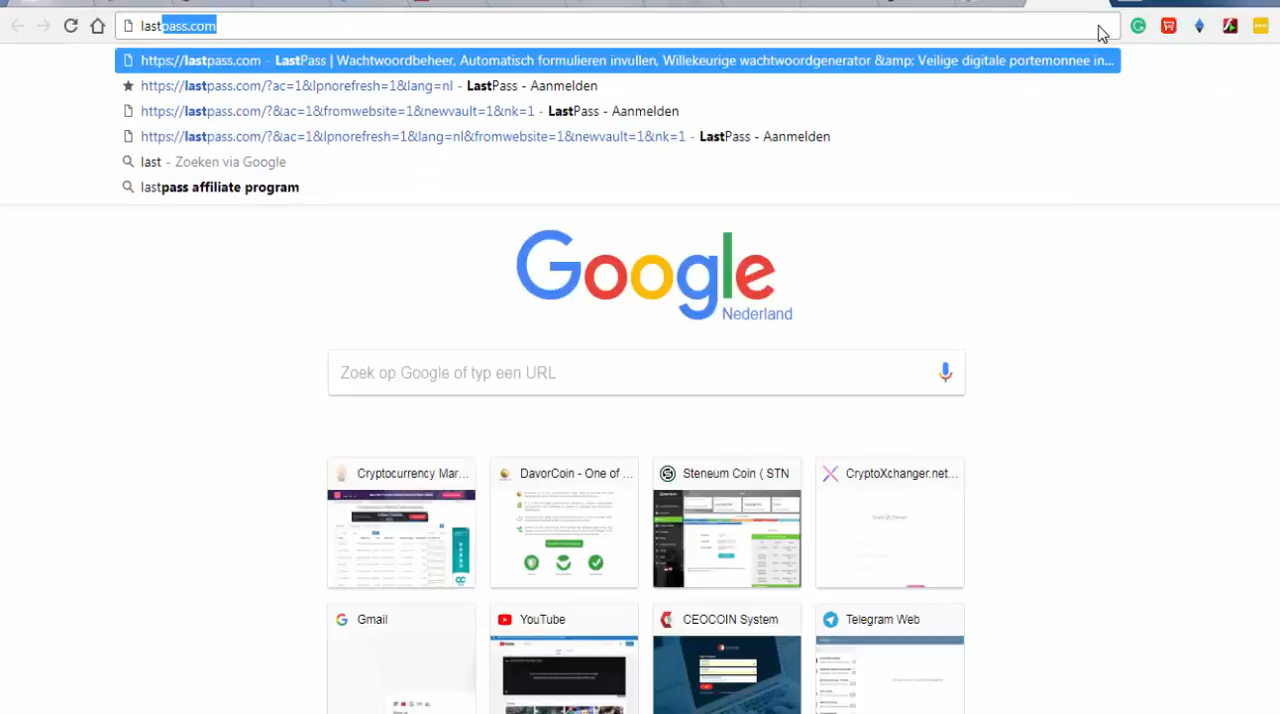 lastpass.com
https://lastpass.com - LastPass | Wachtwoordbeheer, Automatisch formulieren invullen, Willekeurige wachtwoordgenerator &amp; Veilige digitale portemonnee in...
https://lastpass.com/?ac=1&lpnorefresh=1&lang=nl - LastPass - Aanmelden
https://lastpass.com/?&ac=1&fromwebsite=1&newvault=1&nk=1 - LastPass - Aanmelden
https://lastpass.com/?&ac=1&lpnorefresh=1&lang=nl&fromwebsite=1&newvault=1&nk=1 - LastPass - Aanmelden
last - Zoeken via Google
lastpass affiliate program
Google
Nederland
Zoek op Google of typ een URL
Cryptocurrency Mar... DavorCoin - One of ... Steneum Coin ( STN CryptoXchanger.net...
Gmail YouTube CEOCOIN System Telegram Web